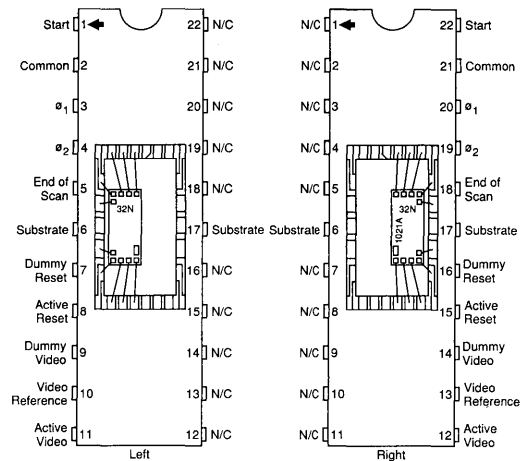 Start 1 22 N/C N/C 1 22 Start
Common 2 21 N/C N/C 2 21 Common
ø1 3 20 N/C N/C 3 20 ø1
ø2 4 19 N/C N/C 4 19 ø2
End of Scan 5 18 N/C N/C 5 18 End of Scan
32N 32N
Substrate 6 17 Substrate Substrate 6 17 Substrate
1021A
Dummy Reset 7 16 N/C N/C 7 16 Dummy Reset
Active Reset 8 15 N/C N/C 8 15 Active Reset
Dummy Video 9 14 N/C N/C 9 14 Dummy Video
Video Reference 10 13 N/C N/C 10 13 Video Reference
Active Video 11 12 N/C N/C 11 12 Active Video
Left Right